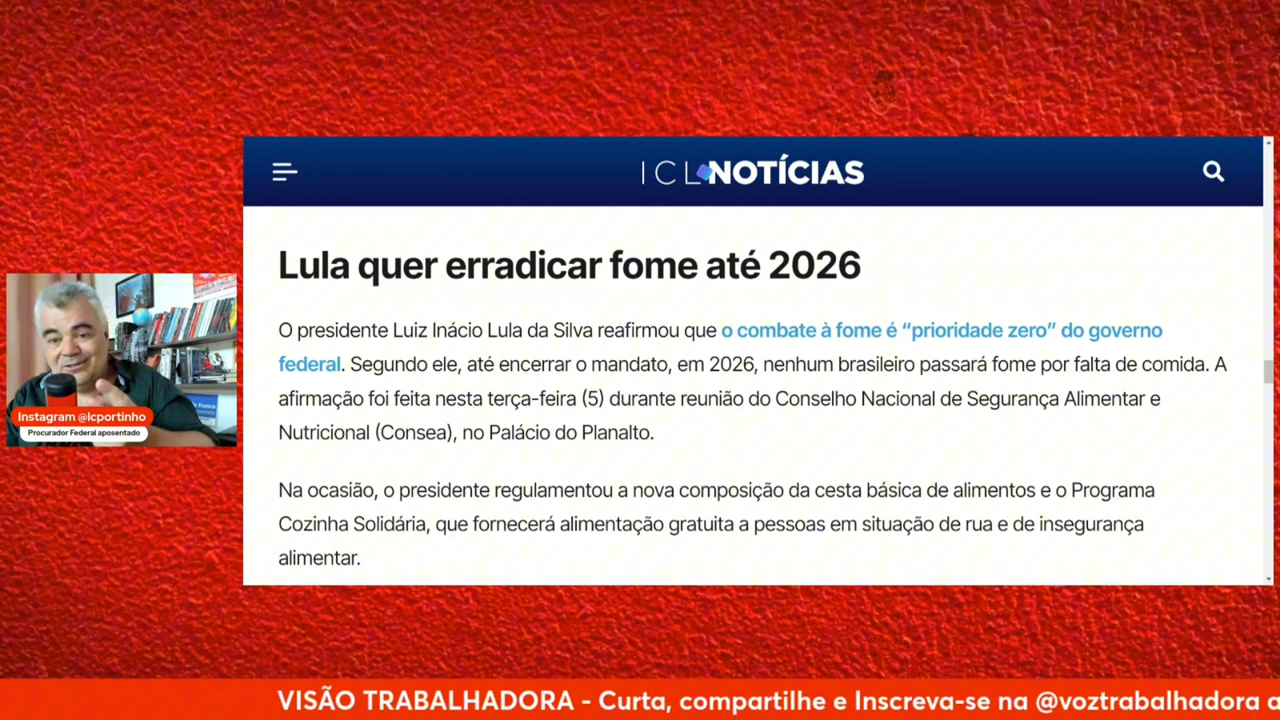 ICL NOTÍCIAS
Lula quer erradicar fome até 2026
O presidente Luiz Inácio Lula da Silva reafirmou que o combate à fome é “prioridade zero” do governo
federal. Segundo ele, até encerrar o mandato, em 2026, nenhum brasileiro passará fome por falta de comida. A
afirmação foi feita nesta terça-feira (5) durante reunião do Conselho Nacional de Segurança Alimentar e
Nutricional (Consea), no Palácio do Planalto.
Na ocasião, o presidente regulamentou a nova composição da cesta básica de alimentos e o Programa
Cozinha Solidária, que fornecerá alimentação gratuita a pessoas em situação de rua e de insegurança
alimentar.
Instagram @lcportinho
Procurador Federal aposentado
VISÃO TRABALHADORA - Curta, compartilhe e Inscreva-se na @voztrabalhadora